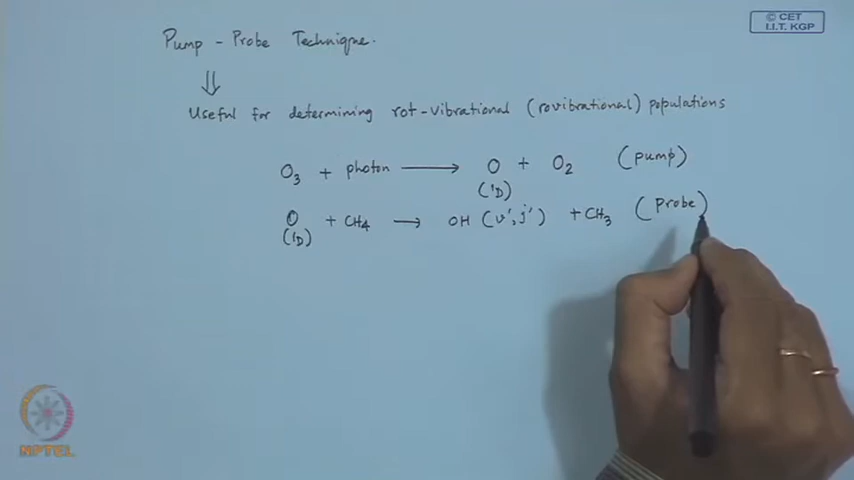 © CET
I.I.T. KGP
Pump - Probe Technique.
⇓
Useful for determining rot-vibrational (rovibrational) populations
O₃ + photon ⟶ O + O₂ (pump)
(¹D)
O + CH₄ → OH (v', j') + CH₃ (Probe)
(¹D)
NPTEL